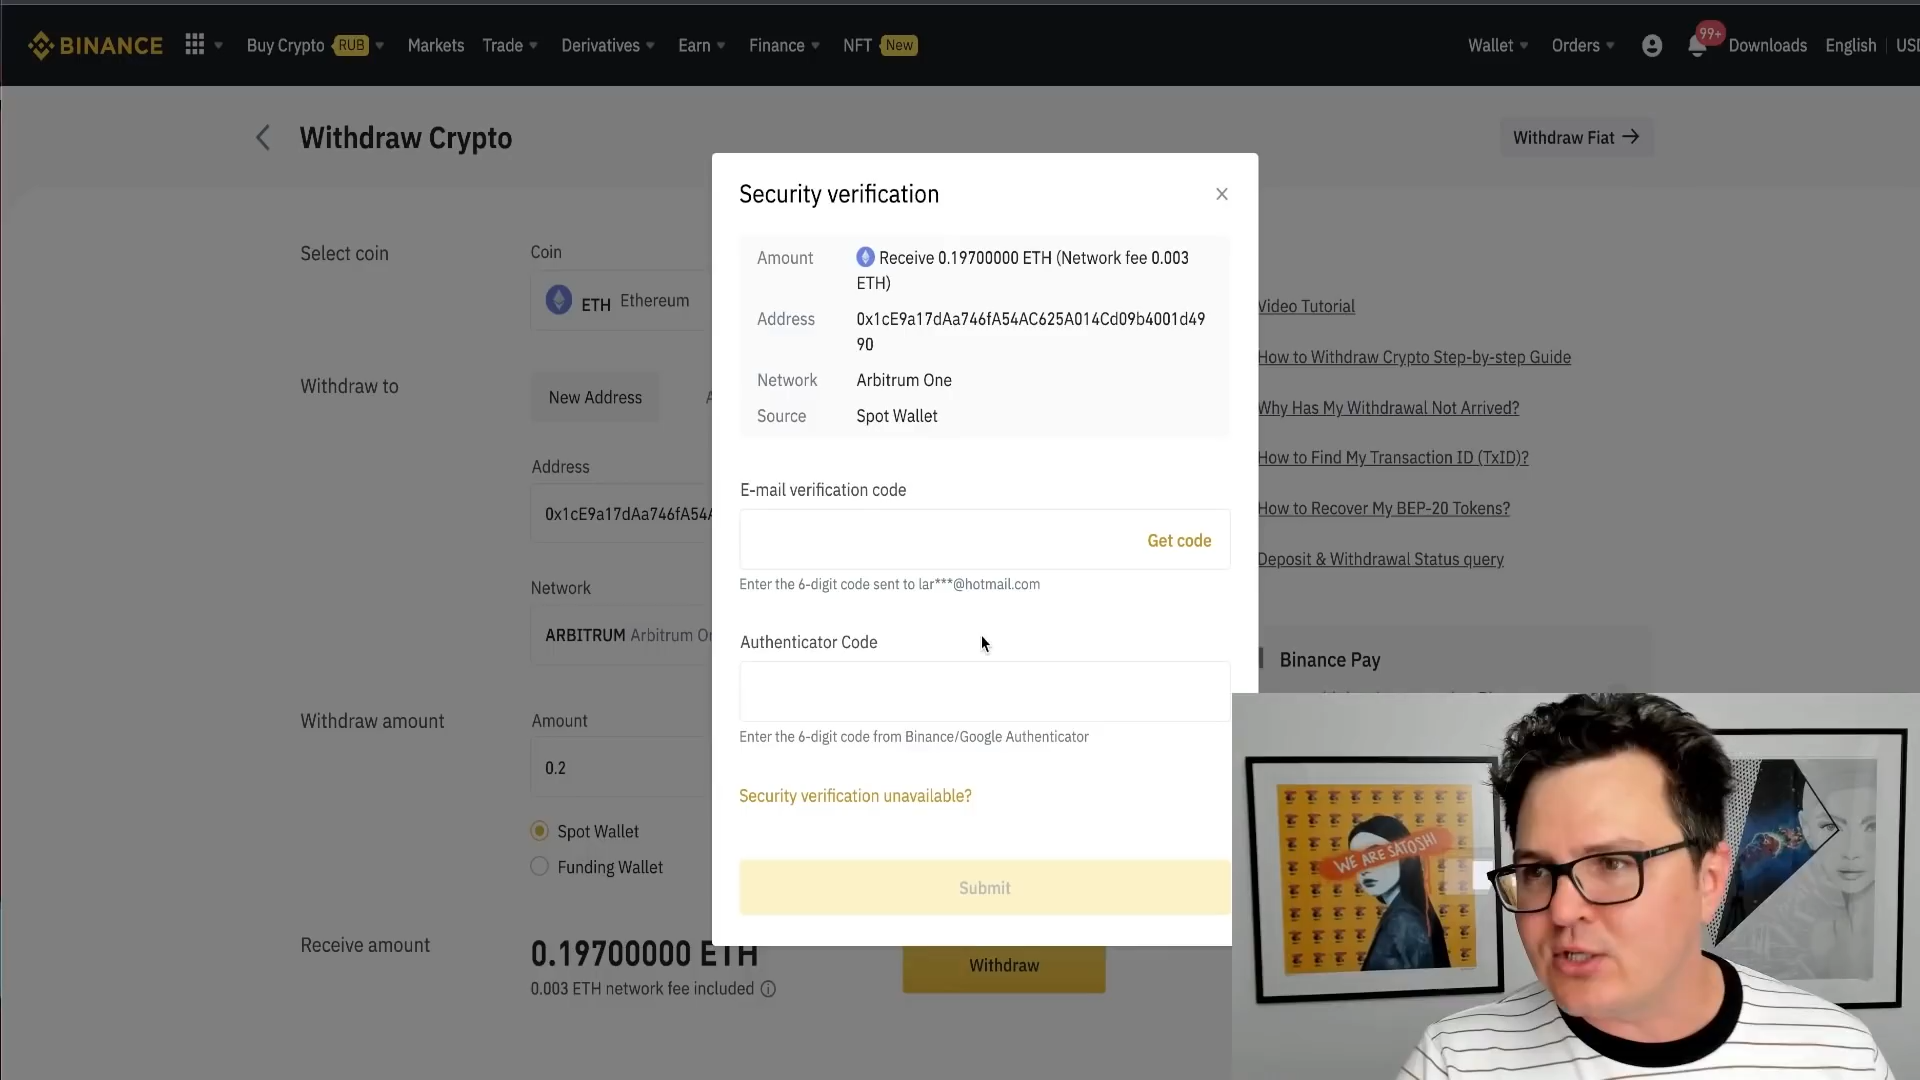 BINANCE
Buy Crypto RUB
Markets
Trade
Derivatives
Earn
Finance
NFT New
Wallet
Orders
99+
Downloads
English
Withdraw Crypto
Withdraw Fiat →
Select coin
Coin
ETH Ethereum
Withdraw to
New Address
Address
0x1cE9a17dAa746fA54
Network
ARBITRUM Arbitrum
Withdraw amount
Amount
0.2
Spot Wallet
Funding Wallet
Receive amount
0.19700000 ETH
0.003 ETH network fee included
Withdraw
Security verification
Amount
Receive 0.19700000 ETH (Network fee 0.003
ETH)
Address
0x1cE9a17dAa746fA54AC625A014Cd09b4001d49
90
Network
Arbitrum One
Source
Spot Wallet
E-mail verification code
Get code
Enter the 6-digit code sent to lar***@hotmail.com
Authenticator Code
Enter the 6-digit code from Binance/Google Authenticator
Security verification unavailable?
Submit
Video Tutorial
How to Withdraw Crypto Step-by-step Guide
Why Has My Withdrawal Not Arrived?
How to Find My Transaction ID (TxID)?
How to Recover My BEP-20 Tokens?
Deposit & Withdrawal Status query
Binance Pay
WE ARE SATOSHI